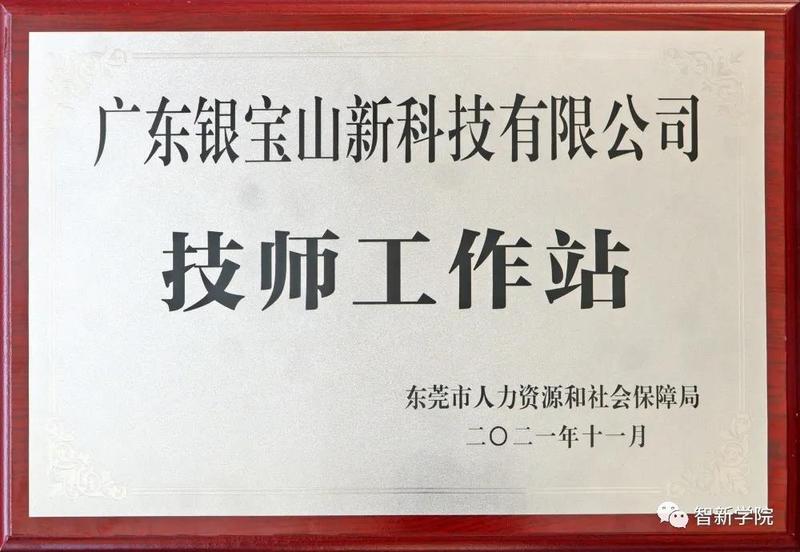 广东银宝山新科技有限公司
技师工作站
东莞市人力资源和社会保障局
二〇二一年十一月
智新学院